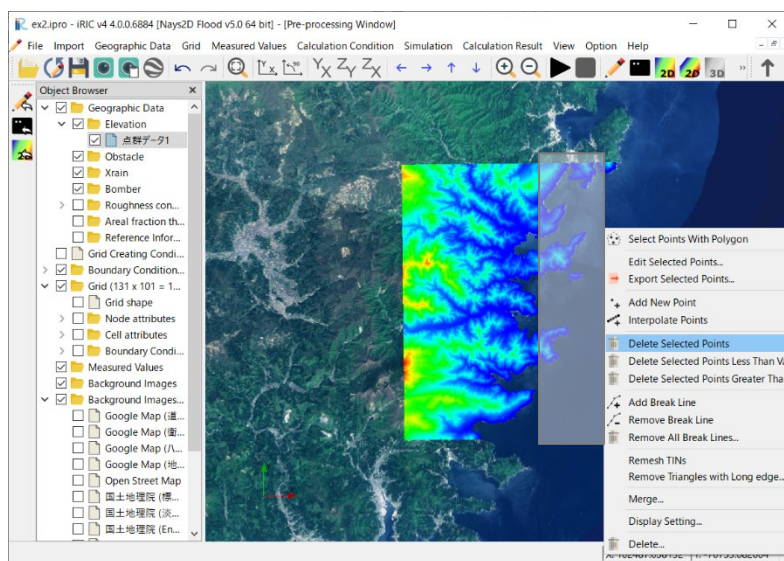 ex2.ipro - iRIC v4 4.0.0.6884 [Nays2D Flood v5.0 64 bit] - [Pre-processing Window]
File Import Geographic Data Grid Measured Values Calculation Condition Simulation Calculation Result View Option Help
Object Browser
Geographic Data
Elevation
点群データ1
Obstacle
Xrain
Bomber
Roughness con...
Areal fraction th...
Reference Infor...
Grid Creating Condi...
Boundary Condition...
Grid (131 x 101 = 1...
Grid shape
Node attributes
Cell attributes
Boundary Condi...
Measured Values
Background Images
Background Images...
Google Map (道...
Google Map (衛...
Google Map (ハ...
Google Map (地...
Open Street Map
国土地理院 (標...
国土地理院 (淡...
国土地理院 (En...
Select Points With Polygon
Edit Selected Points...
Export Selected Points...
Add New Point
Interpolate Points
Delete Selected Points
Delete Selected Points Less Than Va
Delete Selected Points Greater Tha
Add Break Line
Remove Break Line
Remove All Break Lines...
Remesh TINs
Remove Triangles with Long edge...
Merge...
Display Setting...
Delete...